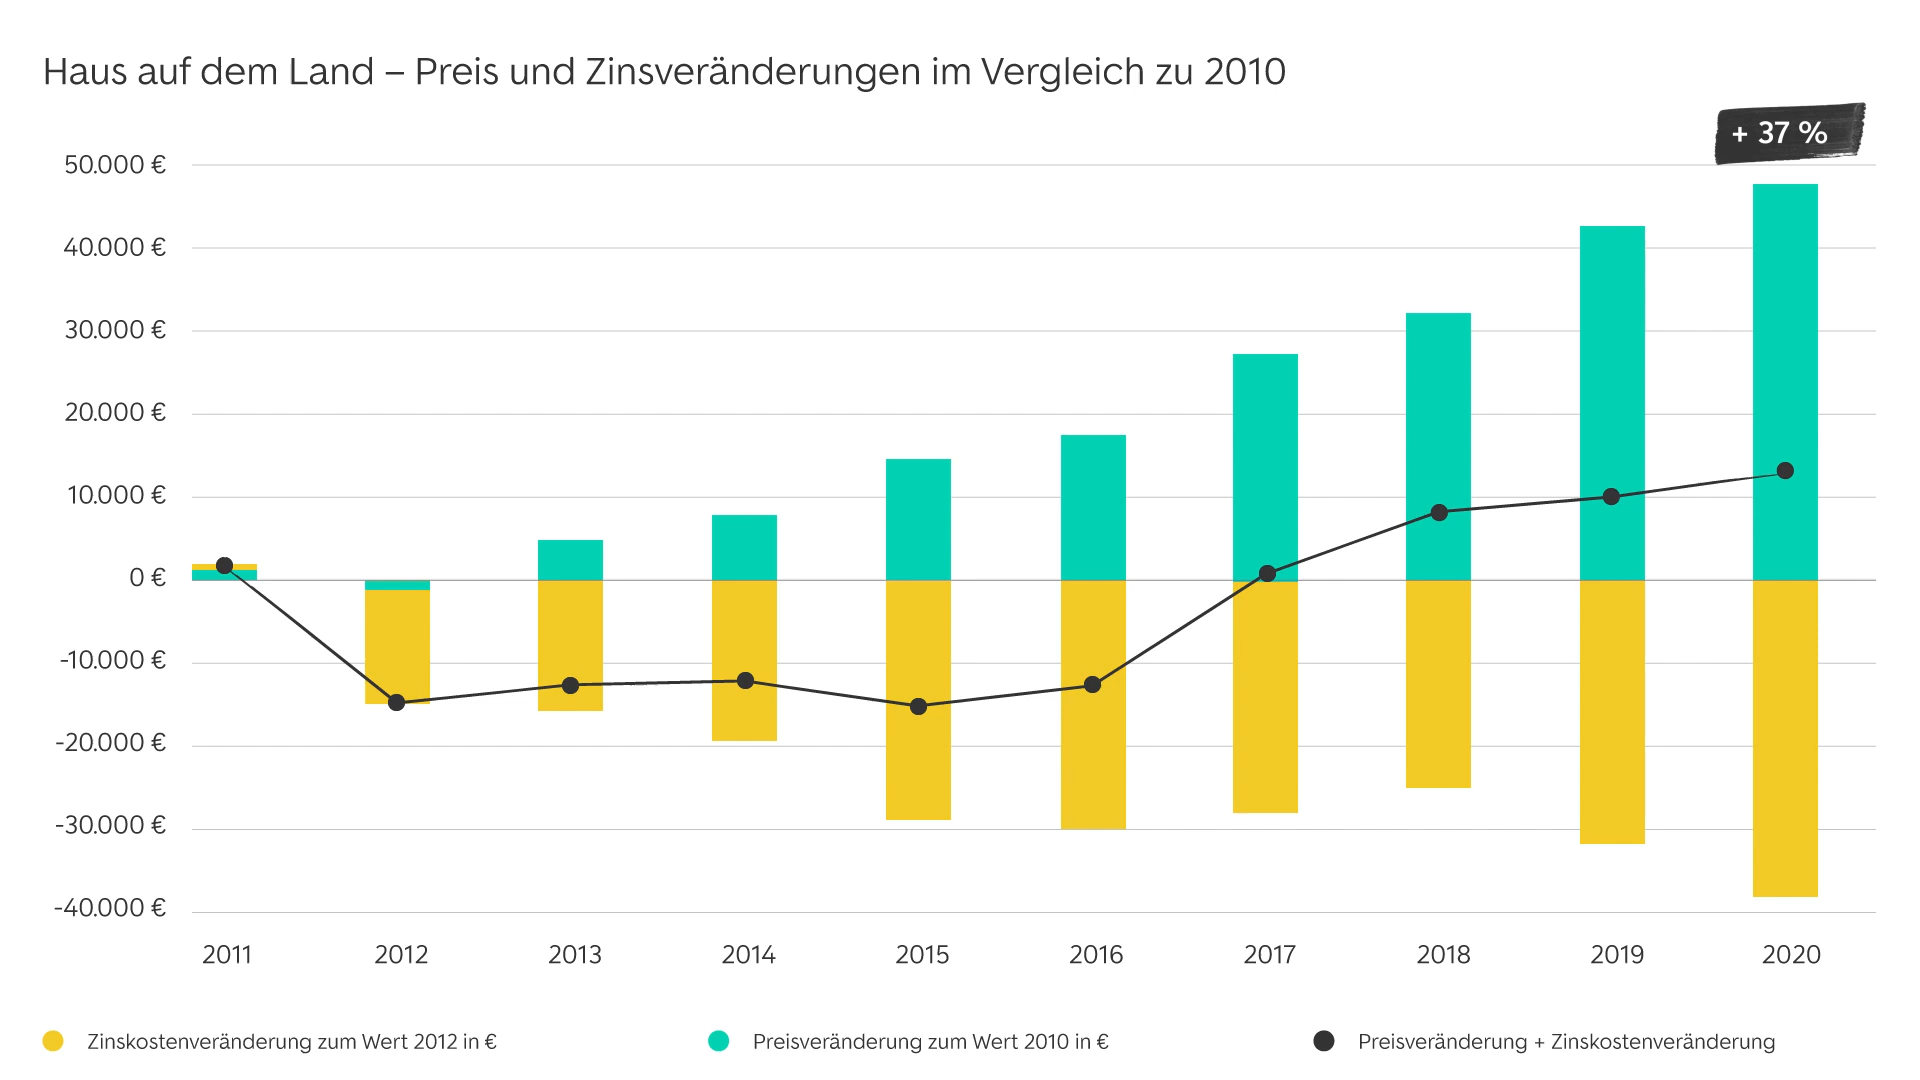 Haus auf dem Land – Preis und Zinsveränderungen im Vergleich zu 2010
+ 37 %
50.000 €
40.000 €
30.000 €
20.000 €
10.000 €
0 €
-10.000 €
-20.000 €
-30.000 €
-40.000 €
2011 2012 2013 2014 2015 2016 2017 2018 2019 2020
Zinskostenveränderung zum Wert 2012 in € Preisveränderung zum Wert 2010 in € Preisveränderung + Zinskostenveränderung